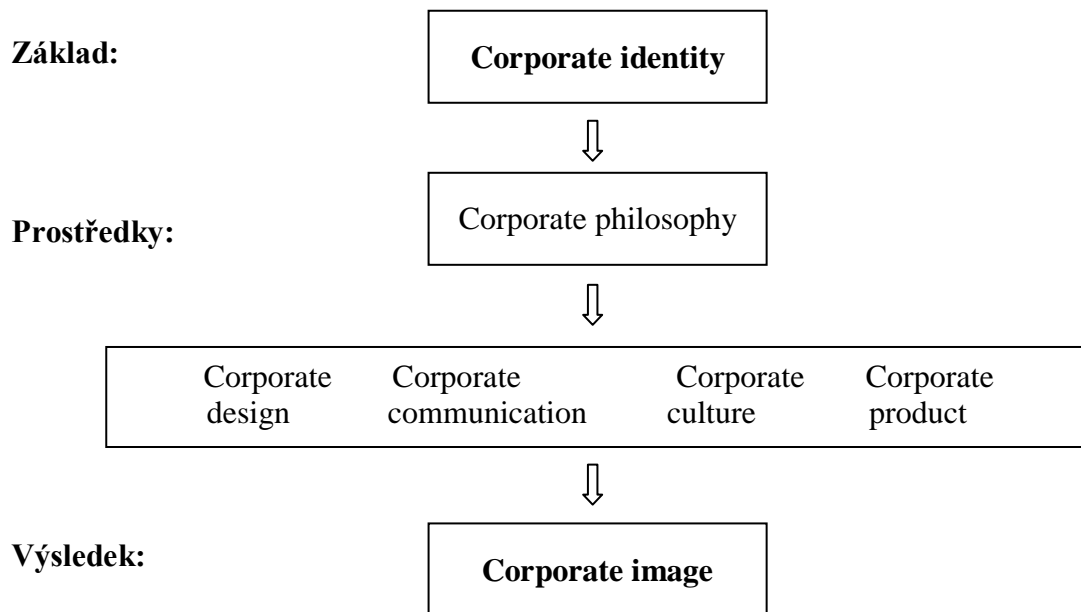 Základ:
Corporate identity
Prostředky:
Corporate philosophy
Corporate Corporate Corporate Corporate
design communication culture product
Výsledek:
Corporate image